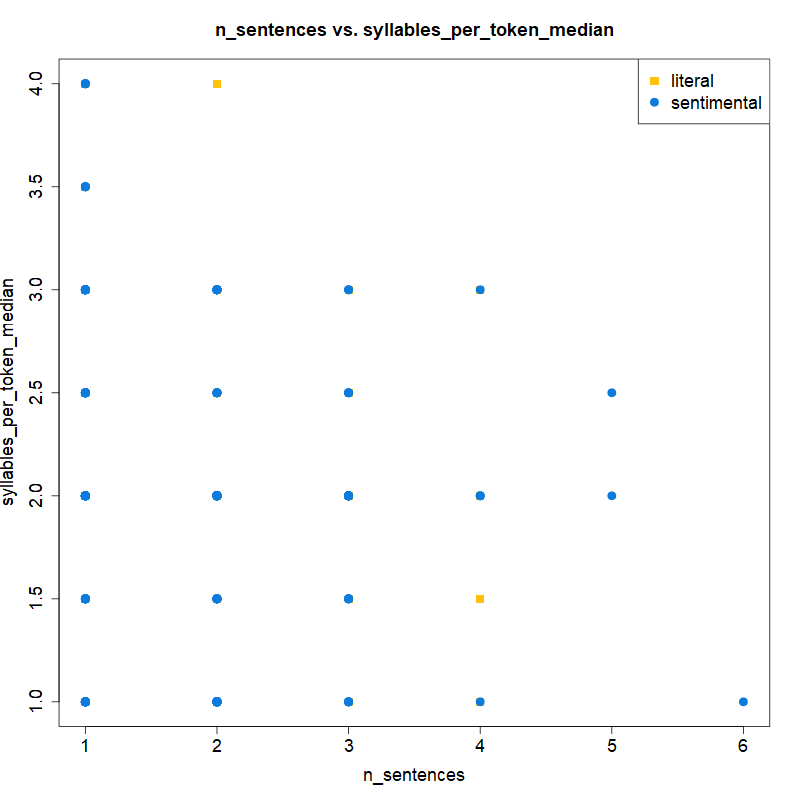 n_sentences vs. syllables_per_token_median
literal
sentimental
4.0
3.5
3.0
2.5
2.0
1.5
1.0
syllables_per_token_median
1 2 3 4 5 6
n_sentences